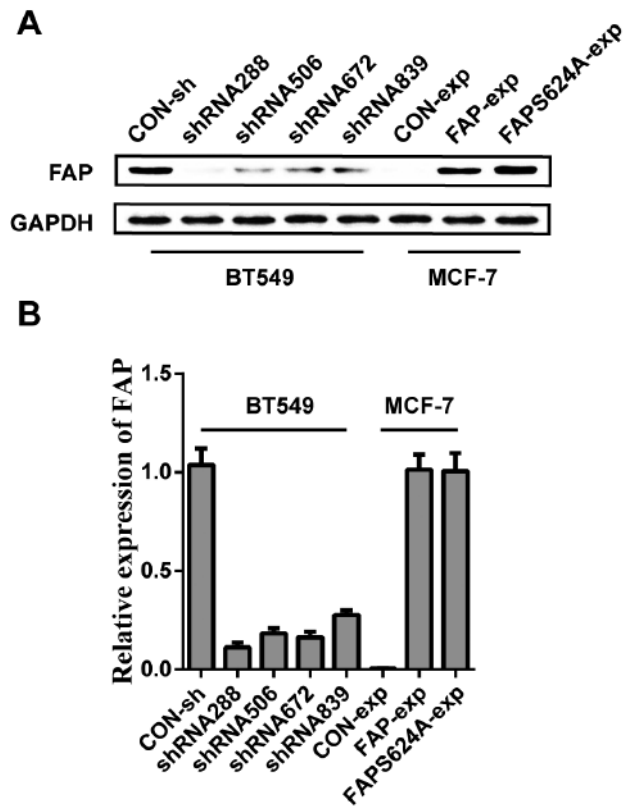 A
CON-sh
shRNA288
shRNA506
shRNA672
shRNA839
CON-exp
FAP-exp
FAPS624A-exp
FAP
GAPDH
BT549
MCF-7
B
Relative expression of FAP
1.5
1.0
0.5
0.0
BT549
MCF-7
CON-sh
shRNA288
shRNA506
shRNA672
shRNA839
CON-exp
FAP-exp
FAPS624A-exp